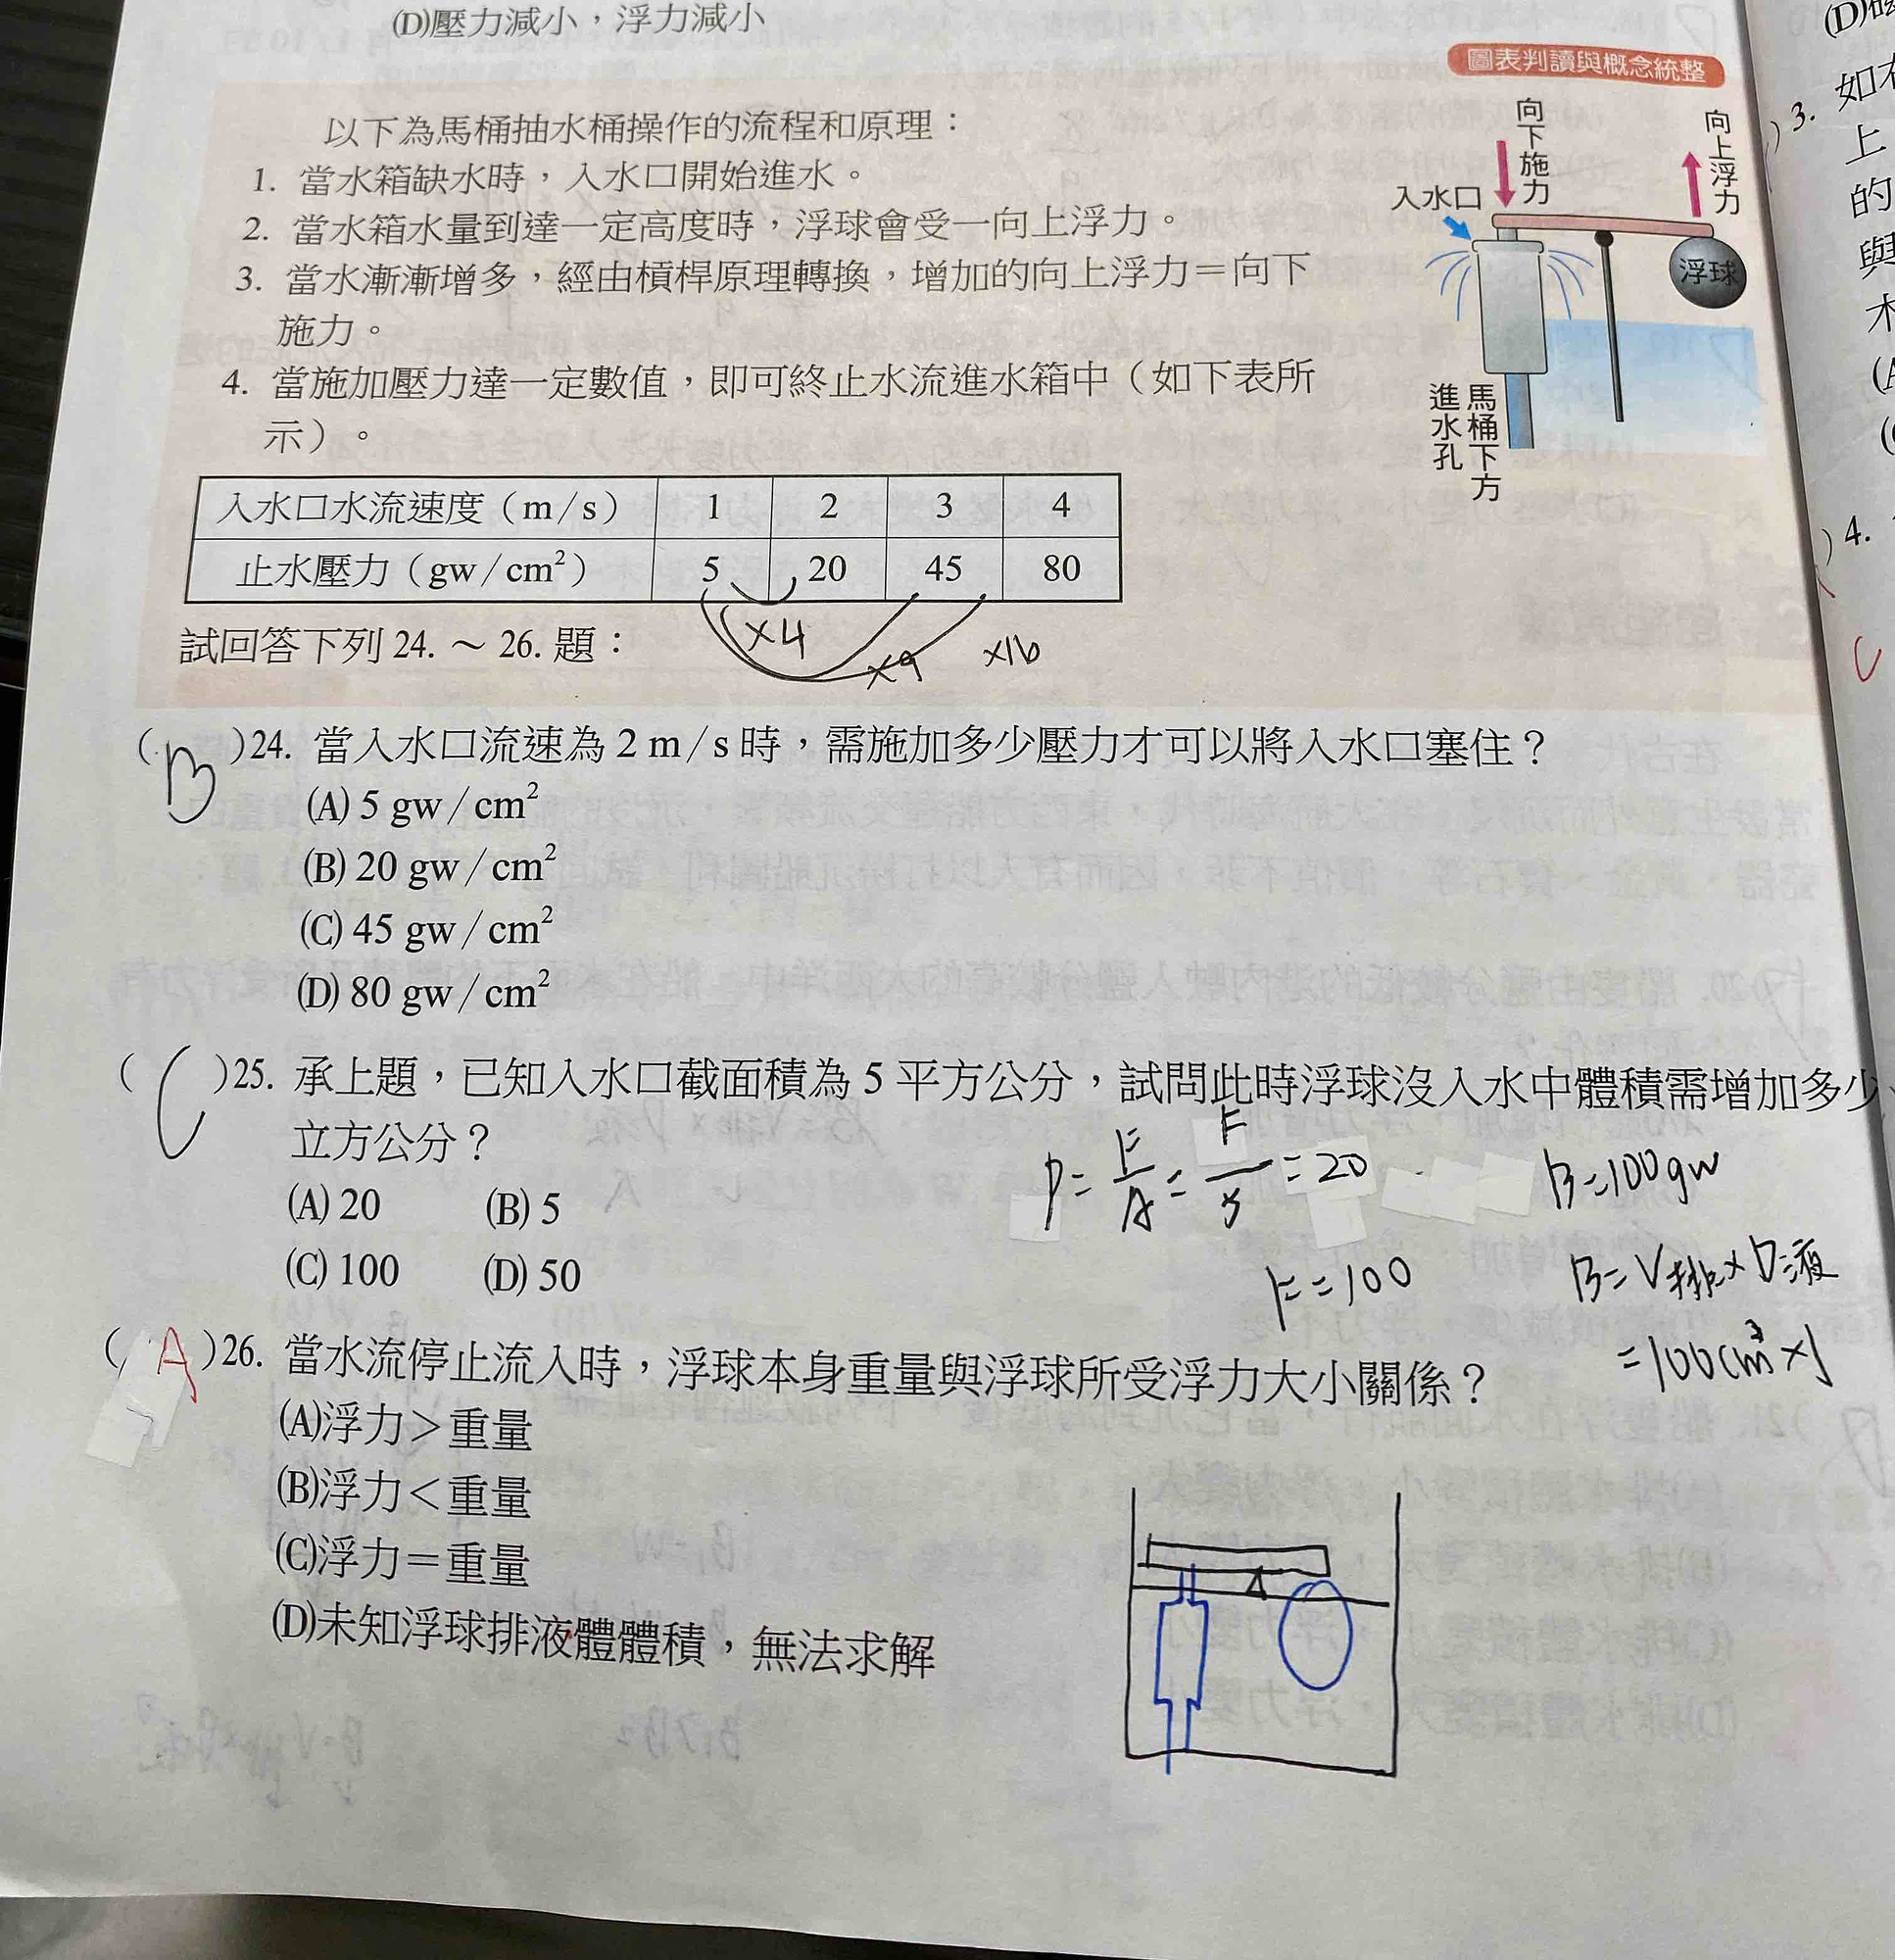 (D)壓力減小，浮力減小
圖表判讀與概念統整
以下為馬桶抽水桶操作的流程和原理：
1. 當水箱缺水時，入水口開始進水。
2. 當水箱水量到達一定高度時，浮球會受一向上浮力。
3. 當水漸漸增多，經由槓桿原理轉換，增加的向上浮力＝向下
施力。
4. 當施加壓力達一定數值，即可終止水流進水箱中（如下表所
示）。
向下施力
向上浮力
入水口
浮球
馬桶下方
進水孔
入水口水流速度（m/s） 1 2 3 4
止水壓力（gw/cm²） 5 20 45 80
×4
×9
×16
試回答下列 24. ～ 26. 題：
( B )24. 當入水口流速為 2 m/s 時，需施加多少壓力才可以將入水口塞住？
(A) 5 gw/cm²
(B) 20 gw/cm²
(C) 45 gw/cm²
(D) 80 gw/cm²
( C )25. 承上題，已知入水口截面積為 5 平方公分，試問此時浮球沒入水中體積需增加多少
立方公分？
(A) 20 (B) 5
(C) 100 (D) 50
P = F/A = F/5 = 20
F = 100
B = 100gw
B = V排 × D液
= 100cm³ × 1
( A )26. 當水流停止流入時，浮球本身重量與浮球所受浮力大小關係？
(A)浮力＞重量
(B)浮力＜重量
(C)浮力＝重量
(D)未知浮球排液體體積，無法求解
(D)
3. 如
上
的
與
木
4.
C